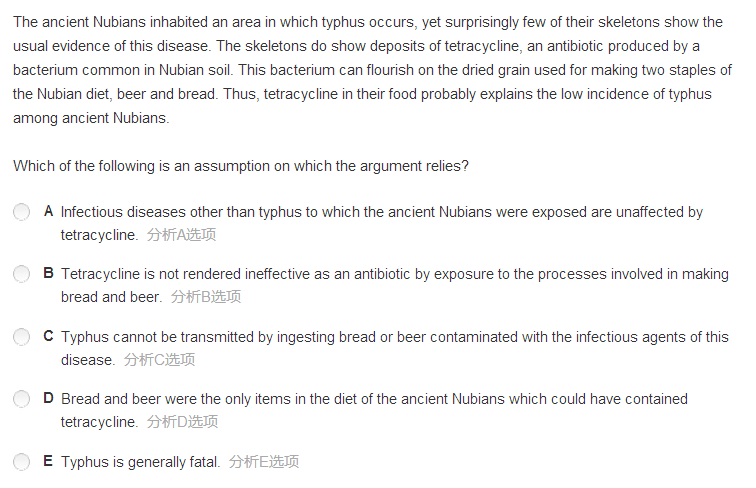 The ancient Nubians inhabited an area in which typhus occurs, yet surprisingly few of their skeletons show the
usual evidence of this disease. The skeletons do show deposits of tetracycline, an antibiotic produced by a
bacterium common in Nubian soil. This bacterium can flourish on the dried grain used for making two staples of
the Nubian diet, beer and bread. Thus, tetracycline in their food probably explains the low incidence of typhus
among ancient Nubians.
Which of the following is an assumption on which the argument relies?
A Infectious diseases other than typhus to which the ancient Nubians were exposed are unaffected by
tetracycline. 分析A选项
B Tetracycline is not rendered ineffective as an antibiotic by exposure to the processes involved in making
bread and beer. 分析B选项
C Typhus cannot be transmitted by ingesting bread or beer contaminated with the infectious agents of this
disease. 分析C选项
D Bread and beer were the only items in the diet of the ancient Nubians which could have contained
tetracycline. 分析D选项
E Typhus is generally fatal. 分析E选项